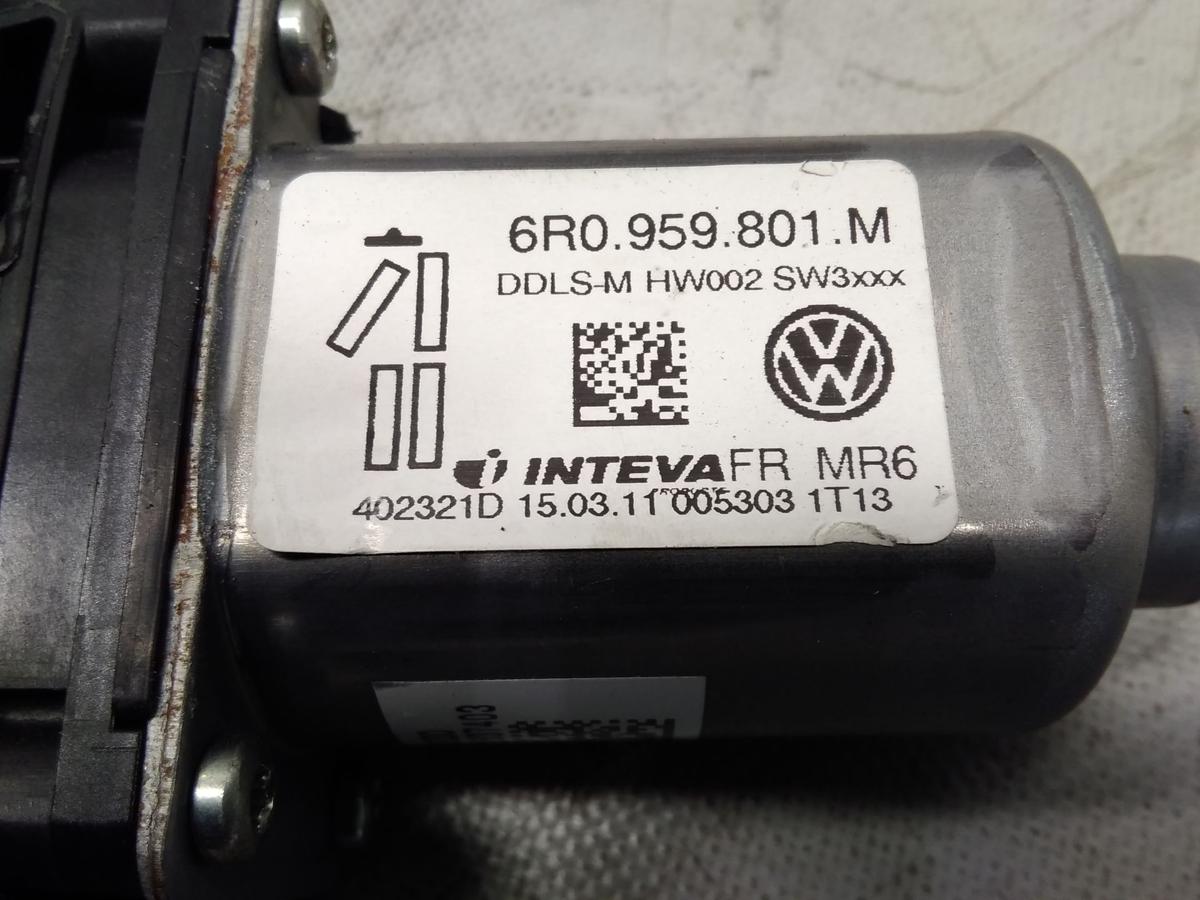 6R0.959.801.M
DDLS-M HW002 SW3xxx
INTEVA FR MR6
402321D 15.03.11 005303 1T13